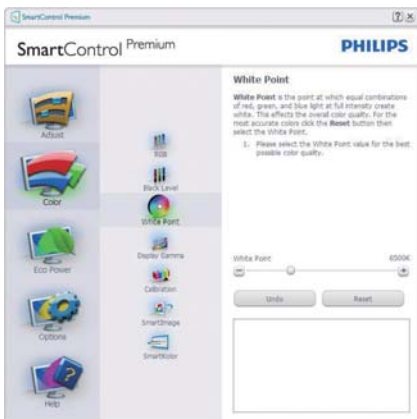 SmartControl Premium
SmartControl Premium
PHILIPS
Adjust
Color
Eco Power
Options
Help
RGB
Black Level
White Point
Display Gamma
Calibration
SmartImage
SmartKolor
White Point
White Point is the point at which equal combinations
of red, green, and blue light at full intensity create
white. This effects the overall color quality. For the
most accurate colors click the Reset button then
select the White Point.
1. Please select the White Point value for the best
possible color quality.
White Point 6500K
Undo Reset